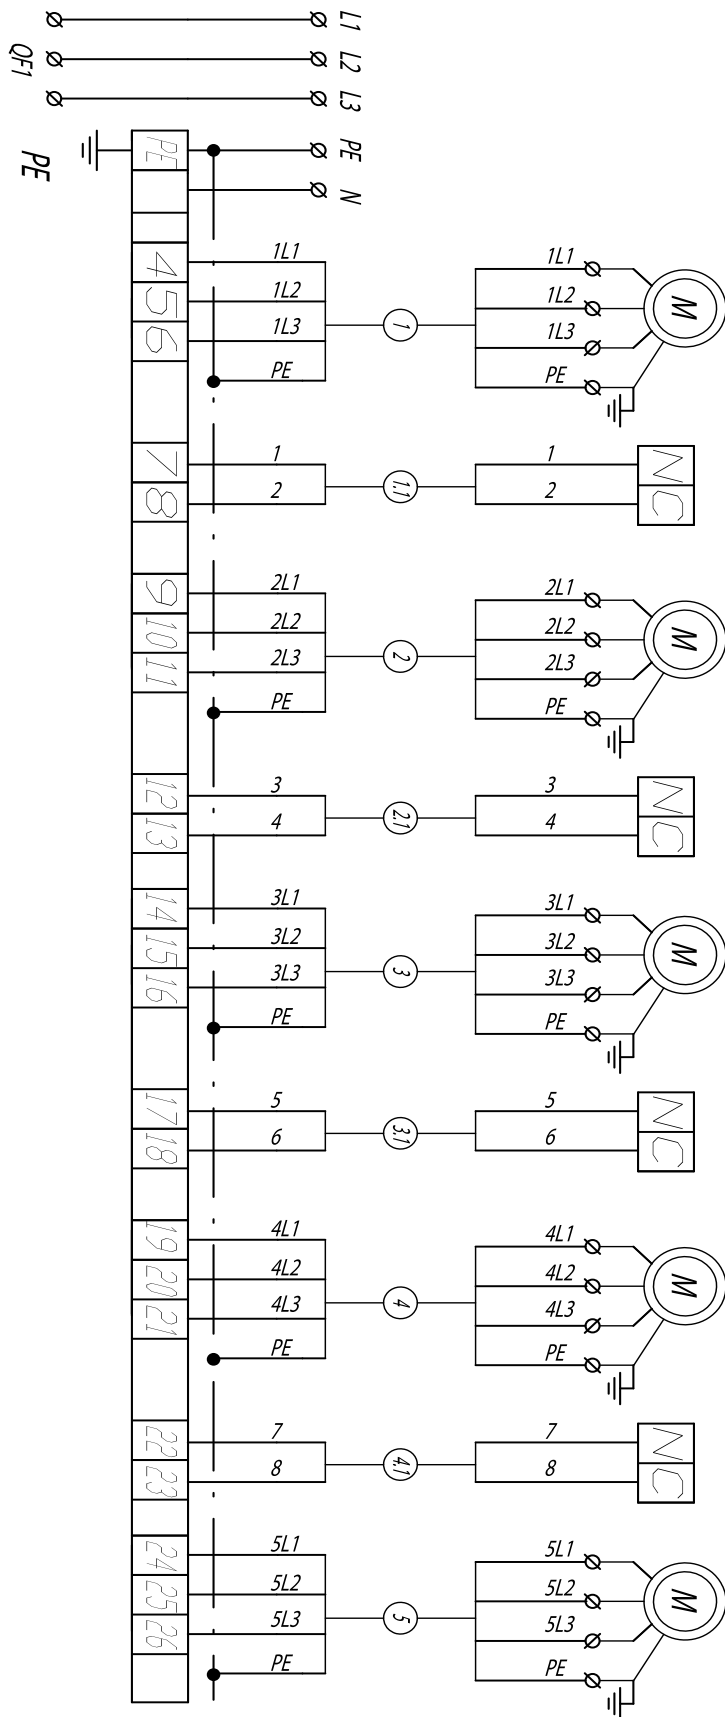 L1
L2
QF1
L3
PE
PE
PE
N
1L1
1L1
4
1L2
1L2
5
1L3
1
1L3
M
6
PE
PE
1
1
7
1.1
N
2
2
8
C
2L1
2L1
9
2L2
2L2
10
2L3
2
2L3
M
11
PE
PE
3
3
12
2.1
N
4
4
13
C
3L1
3L1
14
3L2
3L2
15
3L3
3
3L3
M
16
PE
PE
5
5
17
3.1
N
6
6
18
C
4L1
4L1
19
4L2
4L2
20
4L3
4
4L3
M
21
PE
PE
7
7
22
4.1
N
8
8
23
C
5L1
5L1
24
5L2
5L2
25
5L3
5
5L3
M
26
PE
PE